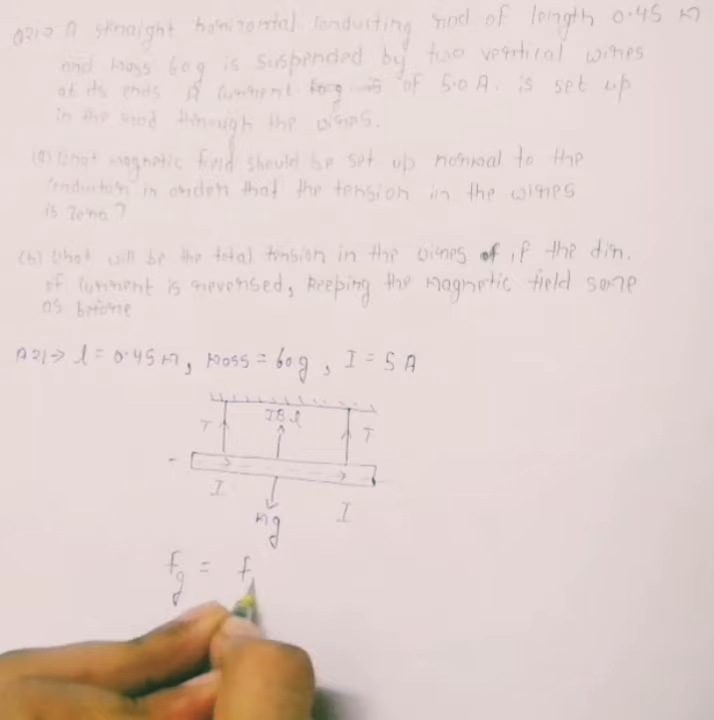 Q21→ A straight horizontal conducting rod of length 0.45 m
and mass 60g is suspended by two vertical wires
at its ends A current of 5.0 A. is set up
in the rod through the wires.
(a) What magnetic field should be set up normal to the
conductor in order that the tension in the wires
is zero?
(b) What will be the total tension in the wires if the dirn.
of current is reversed, keeping the magnetic field same
as before
A21→ l = 0.45m, mass = 60g, I = 5 A
IBl
T
T
I
I
mg
fg = f